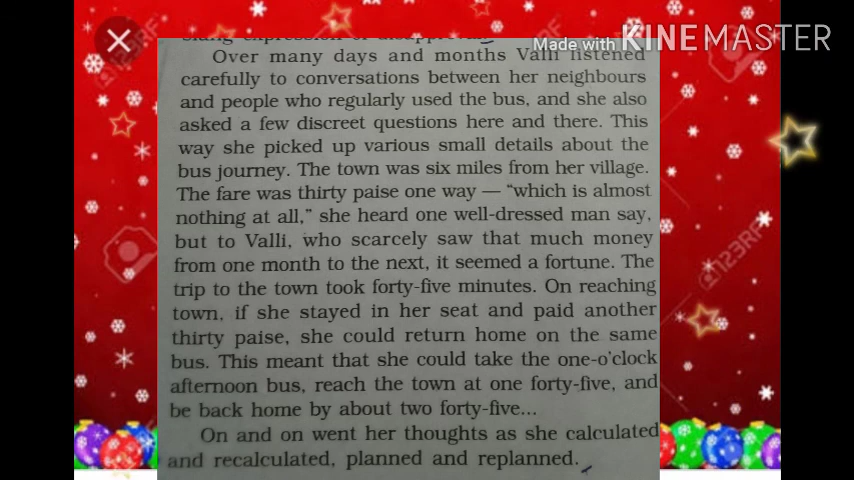 Made with KINEMASTER
Over many days and months Valli listened
carefully to conversations between her neighbours
and people who regularly used the bus, and she also
asked a few discreet questions here and there. This
way she picked up various small details about the
bus journey. The town was six miles from her village.
The fare was thirty paise one way — “which is almost
nothing at all,” she heard one well-dressed man say,
but to Valli, who scarcely saw that much money
from one month to the next, it seemed a fortune. The
trip to the town took forty-five minutes. On reaching
town, if she stayed in her seat and paid another
thirty paise, she could return home on the same
bus. This meant that she could take the one-o’clock
afternoon bus, reach the town at one forty-five, and
be back home by about two forty-five...
On and on went her thoughts as she calculated
and recalculated, planned and replanned.
123RF
123RF